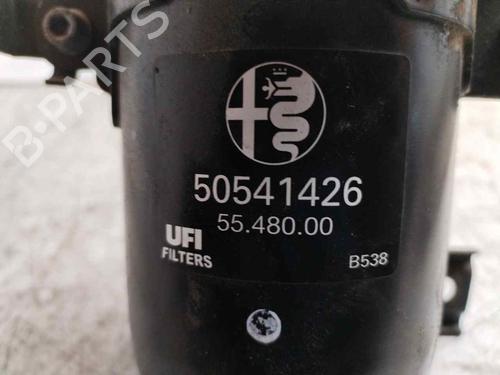 50541426
55.480.00
UFI
FILTERS
B538
B-PARTS